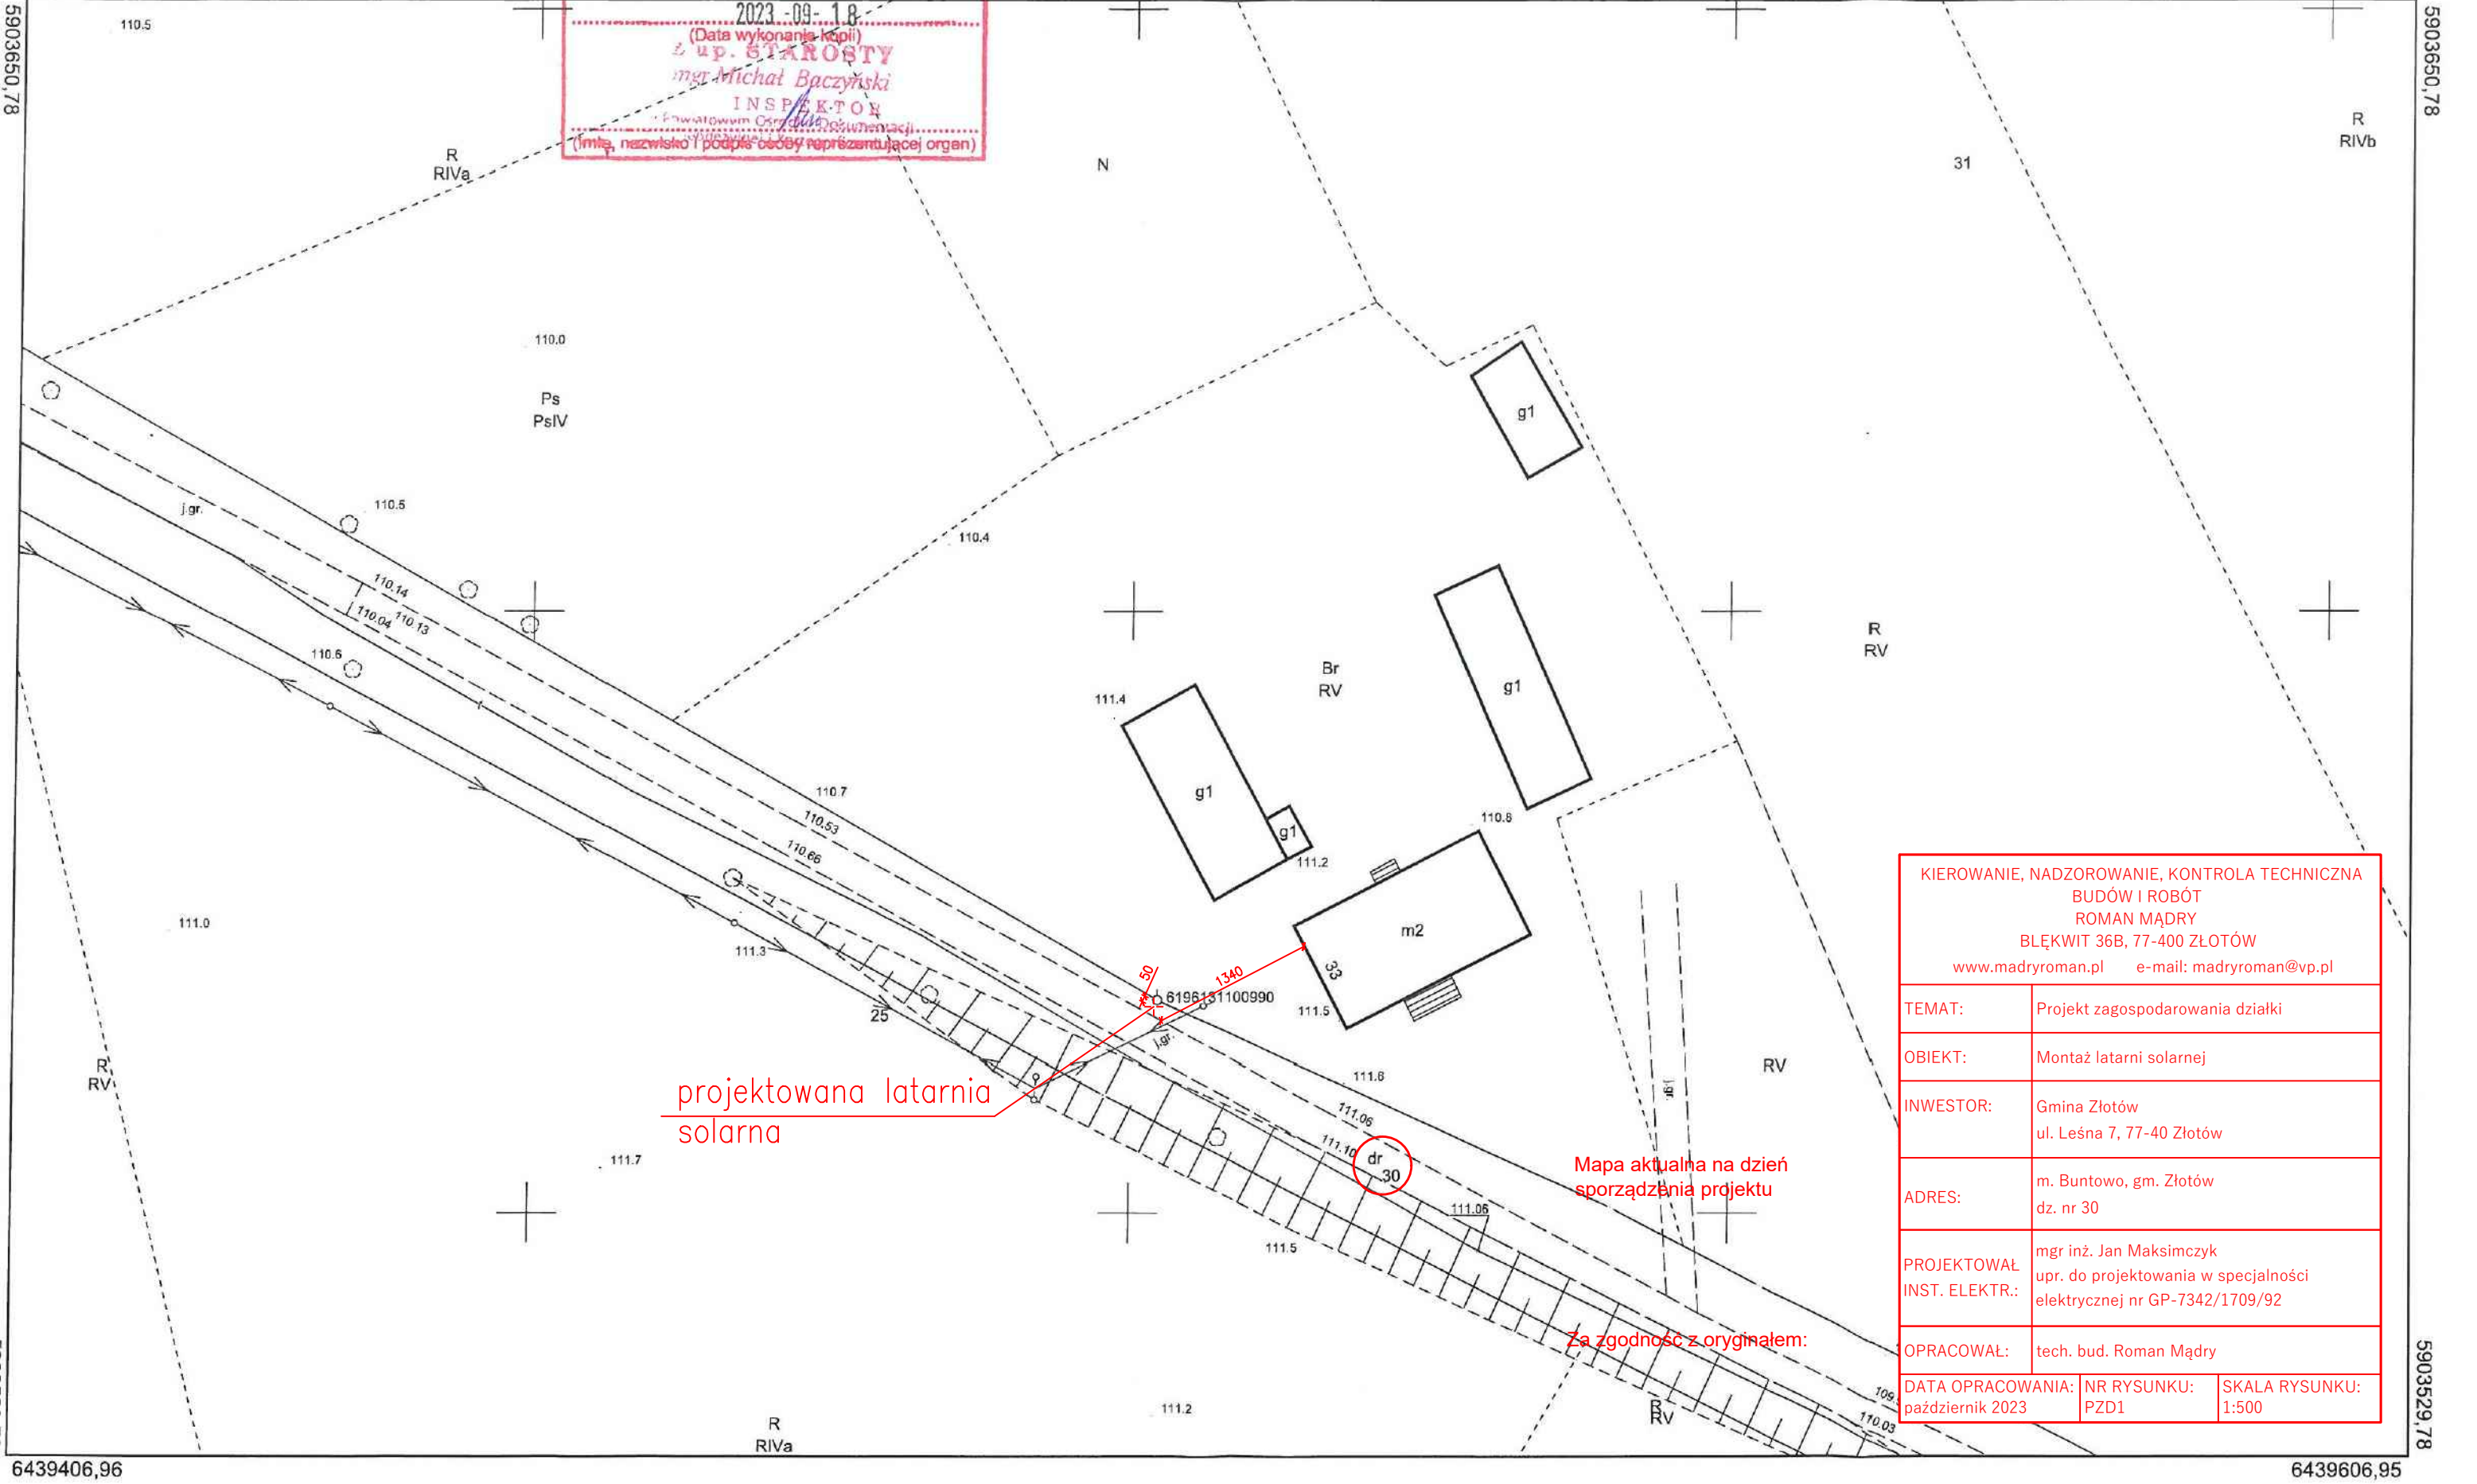 5903650,78
110.5
2023 -09- 18
(Data wykonania kopii)
Z up. STAROSTY
mgr Michał Baczyński
INSPEKTOR
(imię, nazwisko i podpis osoby reprezentującej organ)
5903650,78
R
RIVb
R
RIVa
N
31
110.0
Ps
PsIV
g1
j.gr.
110.5
110.4
110.14
110.04
110.13
110.6
R
RV
Br
RV
g1
111.4
g1
110.7
110.53
110.66
g1
110.8
111.2
m2
33
111.0
111.3
25
50
1340
6196131100990
111.5
j.gr.
R
RV
projektowana latarnia
solarna
111.6
RV
j.gr.
111.06
111.10
dr
30
111.7
Mapa aktualna na dzień
sporządzenia projektu
111.06
111.5
Za zgodność z oryginałem:
111.2
R
RIVa
R
RV
109.
110.03
KIEROWANIE, NADZOROWANIE, KONTROLA TECHNICZNA
BUDÓW I ROBÓT
ROMAN MĄDRY
BLĘKWIT 36B, 77-400 ZŁOTÓW
www.madryroman.pl e-mail: madryroman@vp.pl
TEMAT: Projekt zagospodarowania działki
OBIEKT: Montaż latarni solarnej
INWESTOR: Gmina Złotów
ul. Leśna 7, 77-40 Złotów
ADRES: m. Buntowo, gm. Złotów
dz. nr 30
PROJEKTOWAŁ INST. ELEKTR.: mgr inż. Jan Maksimczyk
upr. do projektowania w specjalności
elektrycznej nr GP-7342/1709/92
OPRACOWAŁ: tech. bud. Roman Mądry
DATA OPRACOWANIA: NR RYSUNKU: SKALA RYSUNKU:
październik 2023 PZD1 1:500
5903529,78
6439406,96
6439606,95